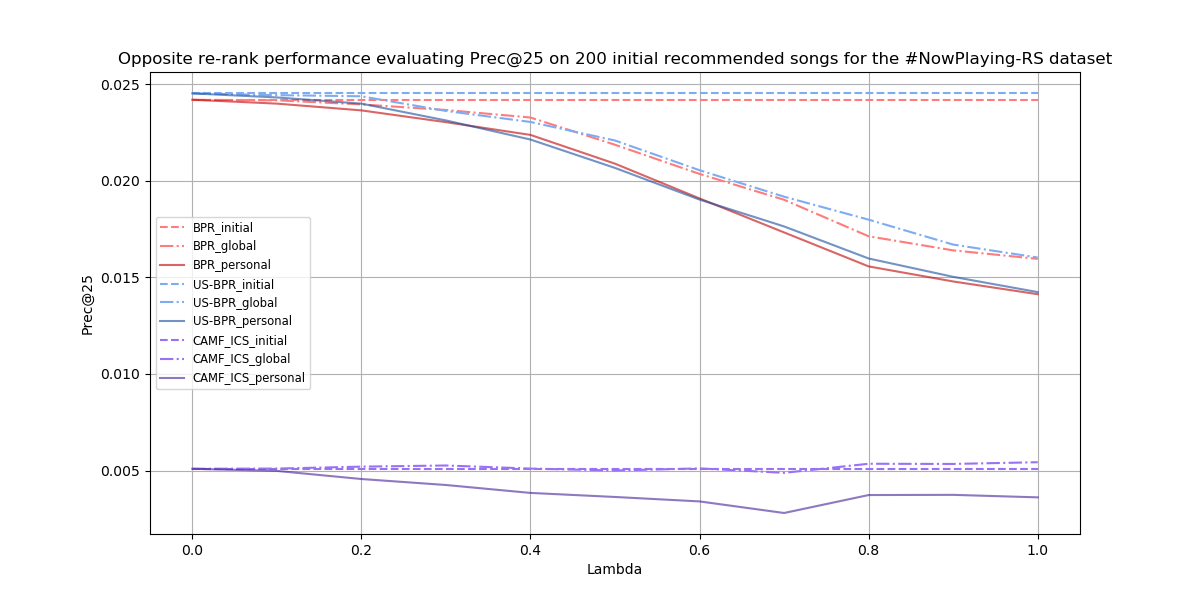 Opposite re-rank performance evaluating Prec@25 on 200 initial recommended songs for the #NowPlaying-RS dataset
0.025
0.020
0.015
0.010
0.005
Prec@25
BPR_initial
BPR_global
BPR_personal
US-BPR_initial
US-BPR_global
US-BPR_personal
CAMF_ICS_initial
CAMF_ICS_global
CAMF_ICS_personal
0.0 0.2 0.4 0.6 0.8 1.0
Lambda